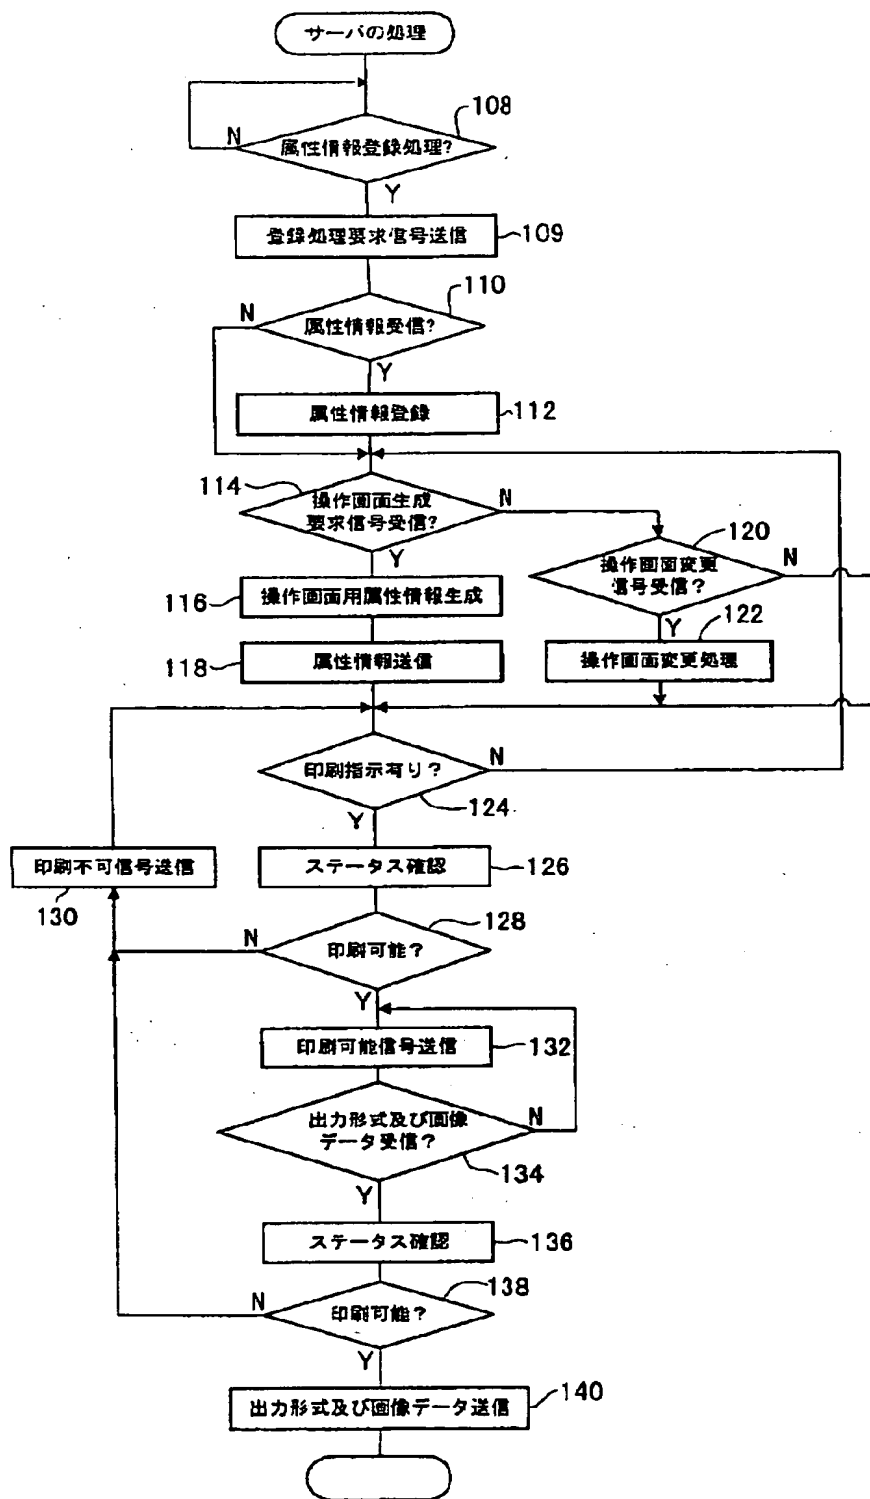 サーバの処理
108
N
属性情報登録処理?
Y
登録処理要求信号送信
109
110
N
属性情報受信?
Y
属性情報登録
112
114
操作画面生成
要求信号受信?
N
Y
120
操作画面変更
信号受信?
N
Y
122
116
操作画面用属性情報生成
118
属性情報送信
操作画面変更処理
印刷指示有り?
N
124
Y
印刷不可信号送信
130
ステータス確認
126
128
N
印刷可能?
Y
印刷可能信号送信
132
出力形式及び画像
データ受信?
N
134
Y
ステータス確認
136
138
N
印刷可能?
Y
出力形式及び画像データ送信
140